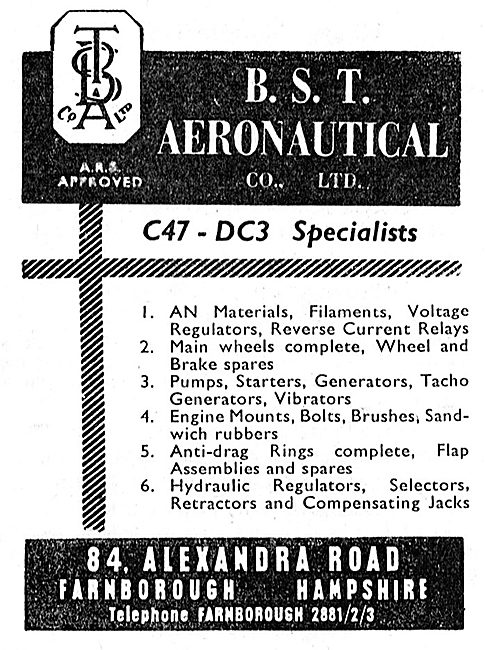 BST
A
Co LTD
B. S. T.
AERONAUTICAL
CO., LTD.
A.R.B.
APPROVED
C47 - DC3 Specialists
1. AN Materials, Filaments, Voltage
Regulators, Reverse Current Relays
2. Main wheels complete, Wheel and
Brake spares
3. Pumps, Starters, Generators, Tacho
Generators, Vibrators
4. Engine Mounts, Bolts, Brushes, Sand-
wich rubbers
5. Anti-drag Rings complete, Flap
Assemblies and spares
6. Hydraulic Regulators, Selectors,
Retractors and Compensating Jacks
84, ALEXANDRA ROAD
FARNBOROUGH HAMPSHIRE
Telephone FARNBOROUGH 2881/2/3